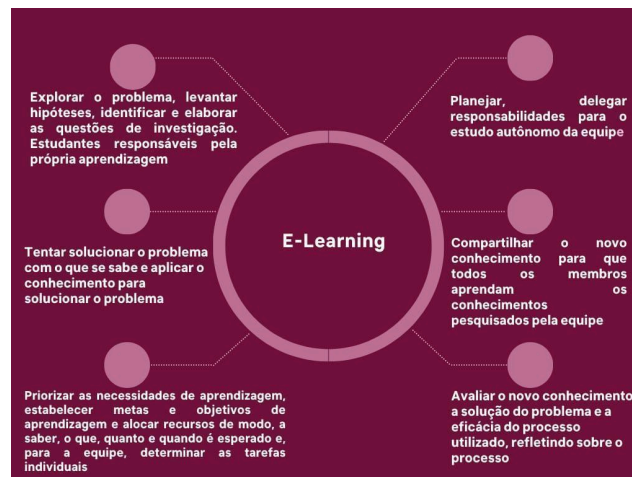 Explorar o problema, levantar
hipóteses, identificar e elaborar
as questões de investigação.
Estudantes responsáveis pela
própria aprendizagem
Planejar, delegar
responsabilidades para o
estudo autônomo da equipe
E-Learning
Tentar solucionar o problema
com o que se sabe e aplicar o
conhecimento para
solucionar o problema
Compartilhar o novo
conhecimento para que
todos os membros
aprendam os
conhecimentos
pesquisados pela equipe
Priorizar as necessidades de aprendizagem,
estabelecer metas e objetivos de
aprendizagem e alocar recursos de modo, a
saber, o que, quanto e quando é esperado e,
para a equipe, determinar as tarefas
individuais
Avaliar o novo conhecimento
a solução do problema e a
eficácia do processo
utilizado, refletindo sobre o
processo